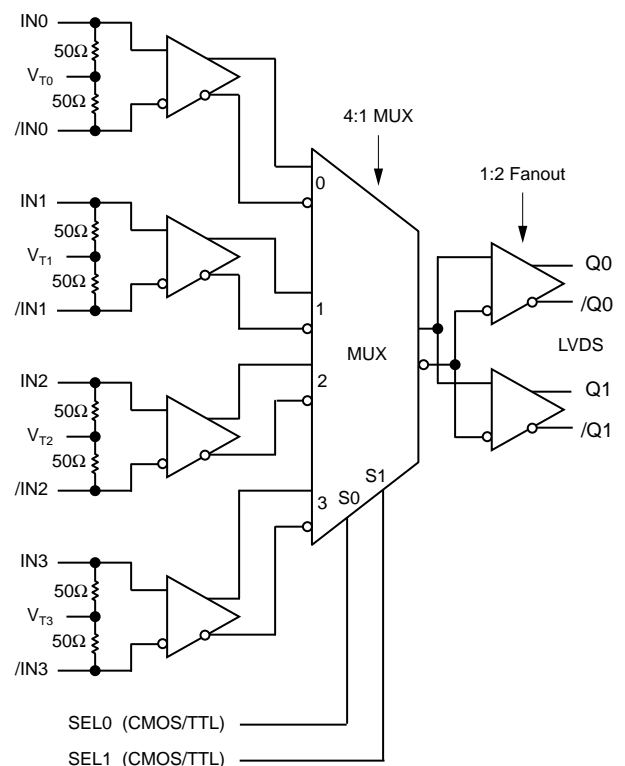 IN0
50Ω
VT0
50Ω
/IN0
4:1 MUX
0
1:2 Fanout
IN1
50Ω
VT1
50Ω
/IN1
1
Q0
/Q0
LVDS
MUX
IN2
50Ω
VT2
50Ω
/IN2
2
Q1
/Q1
3
S0
S1
IN3
50Ω
VT3
50Ω
/IN3
SEL0 (CMOS/TTL)
SEL1 (CMOS/TTL)